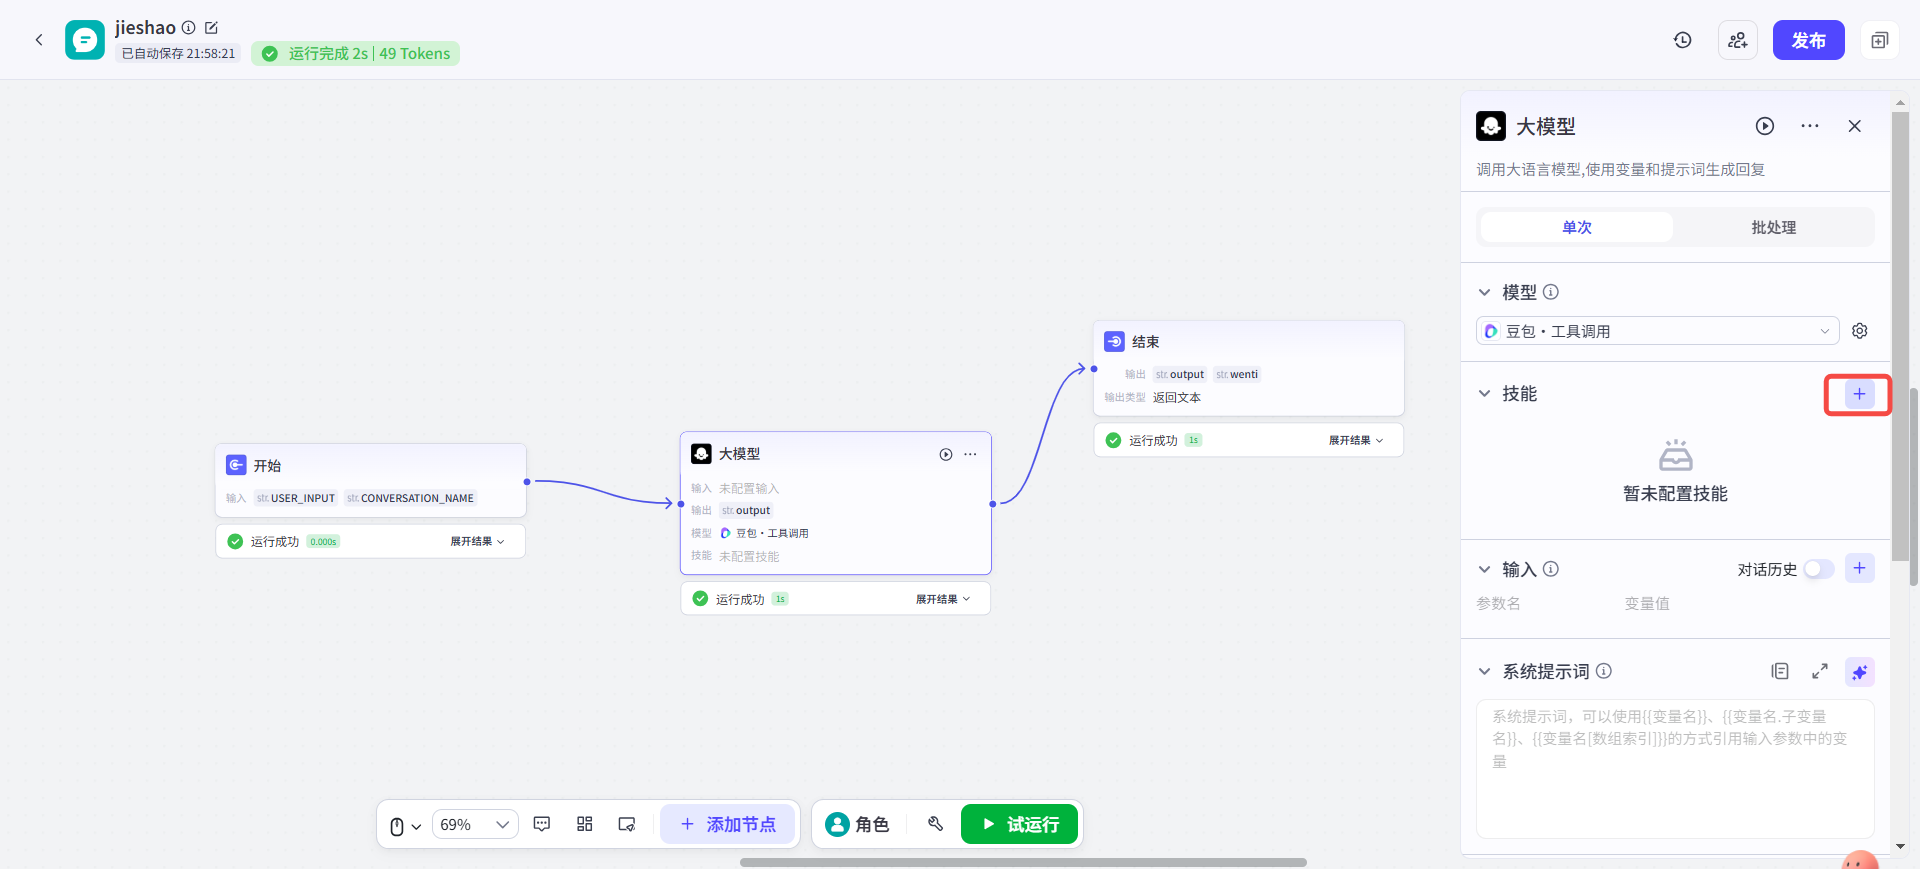 jieshao
已自动保存 21:58:21
运行完成 2s | 49 Tokens
发布
开始
输入 str. USER_INPUT str. CONVERSATION_NAME
运行成功 0.000s 展开结果
大模型
输入 未配置输入
输出 str. output
模型 豆包・工具调用
技能 未配置技能
运行成功 1s 展开结果
结束
输出 str. output str. wenti
输出类型 返回文本
运行成功 1s 展开结果
69%
添加节点
角色
试运行
大模型
调用大语言模型,使用变量和提示词生成回复
单次 批处理
模型
豆包・工具调用
技能
暂未配置技能
输入 对话历史
参数名 变量值
系统提示词
系统提示词，可以使用{{变量名}}、{{变量名.子变量
名}}、{{变量名[数组索引]}}的方式引用输入参数中的变
量